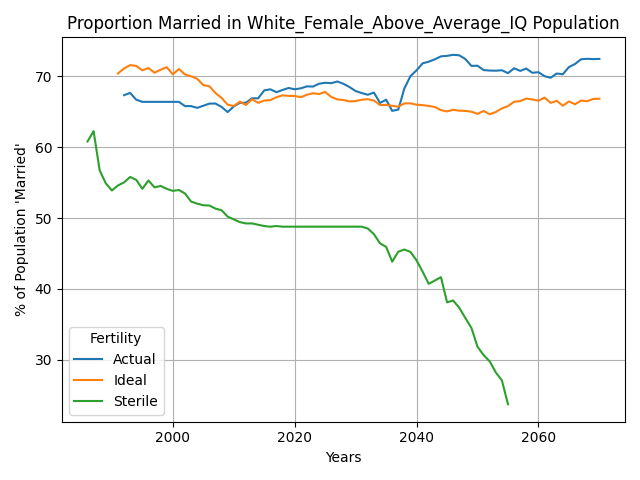 Proportion Married in White_Female_Above_Average_IQ Population
% of Population 'Married'
70
60
50
40
30
Fertility
Actual
Ideal
Sterile
2000
2020
2040
2060
Years